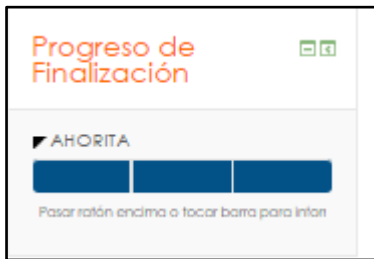 Progreso de
Finalización
AHORITA
Pasar ratón encima o tocar barra para infor